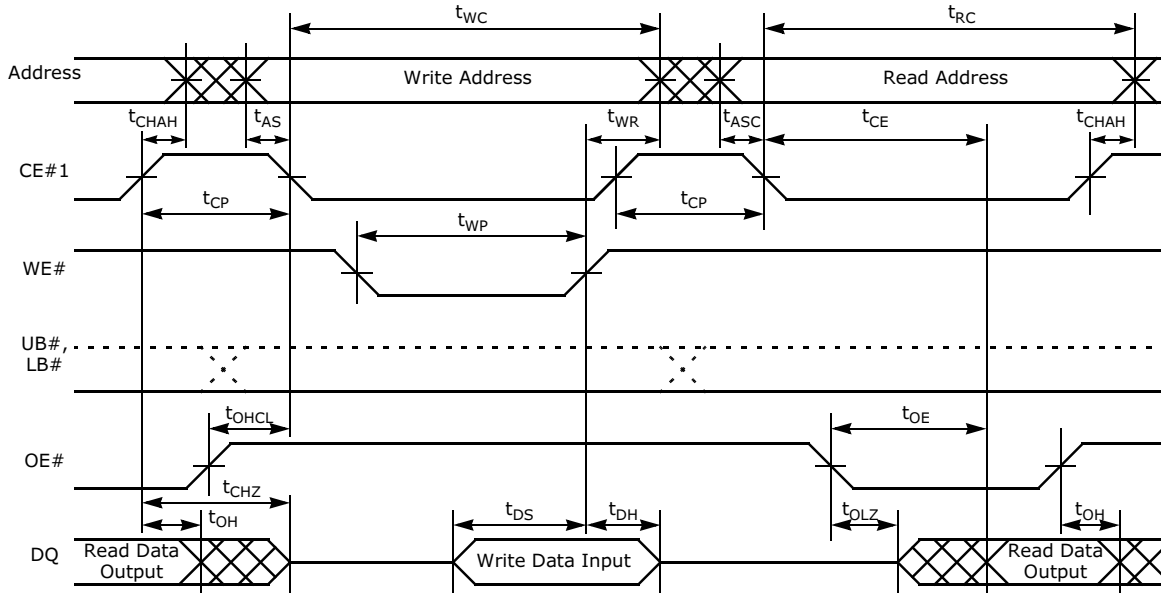 tWC
tRC
Address
Write Address
Read Address
tCHAH
tAS
tWR
tASC
tCE
tCHAH
CE#1
tCP
tCP
tWP
WE#
UB#,
LB#
tOHCL
tOE
OE#
tCHZ
tOH
tDS
tDH
tOLZ
tOH
DQ
Read Data
Output
Write Data Input
Read Data
Output